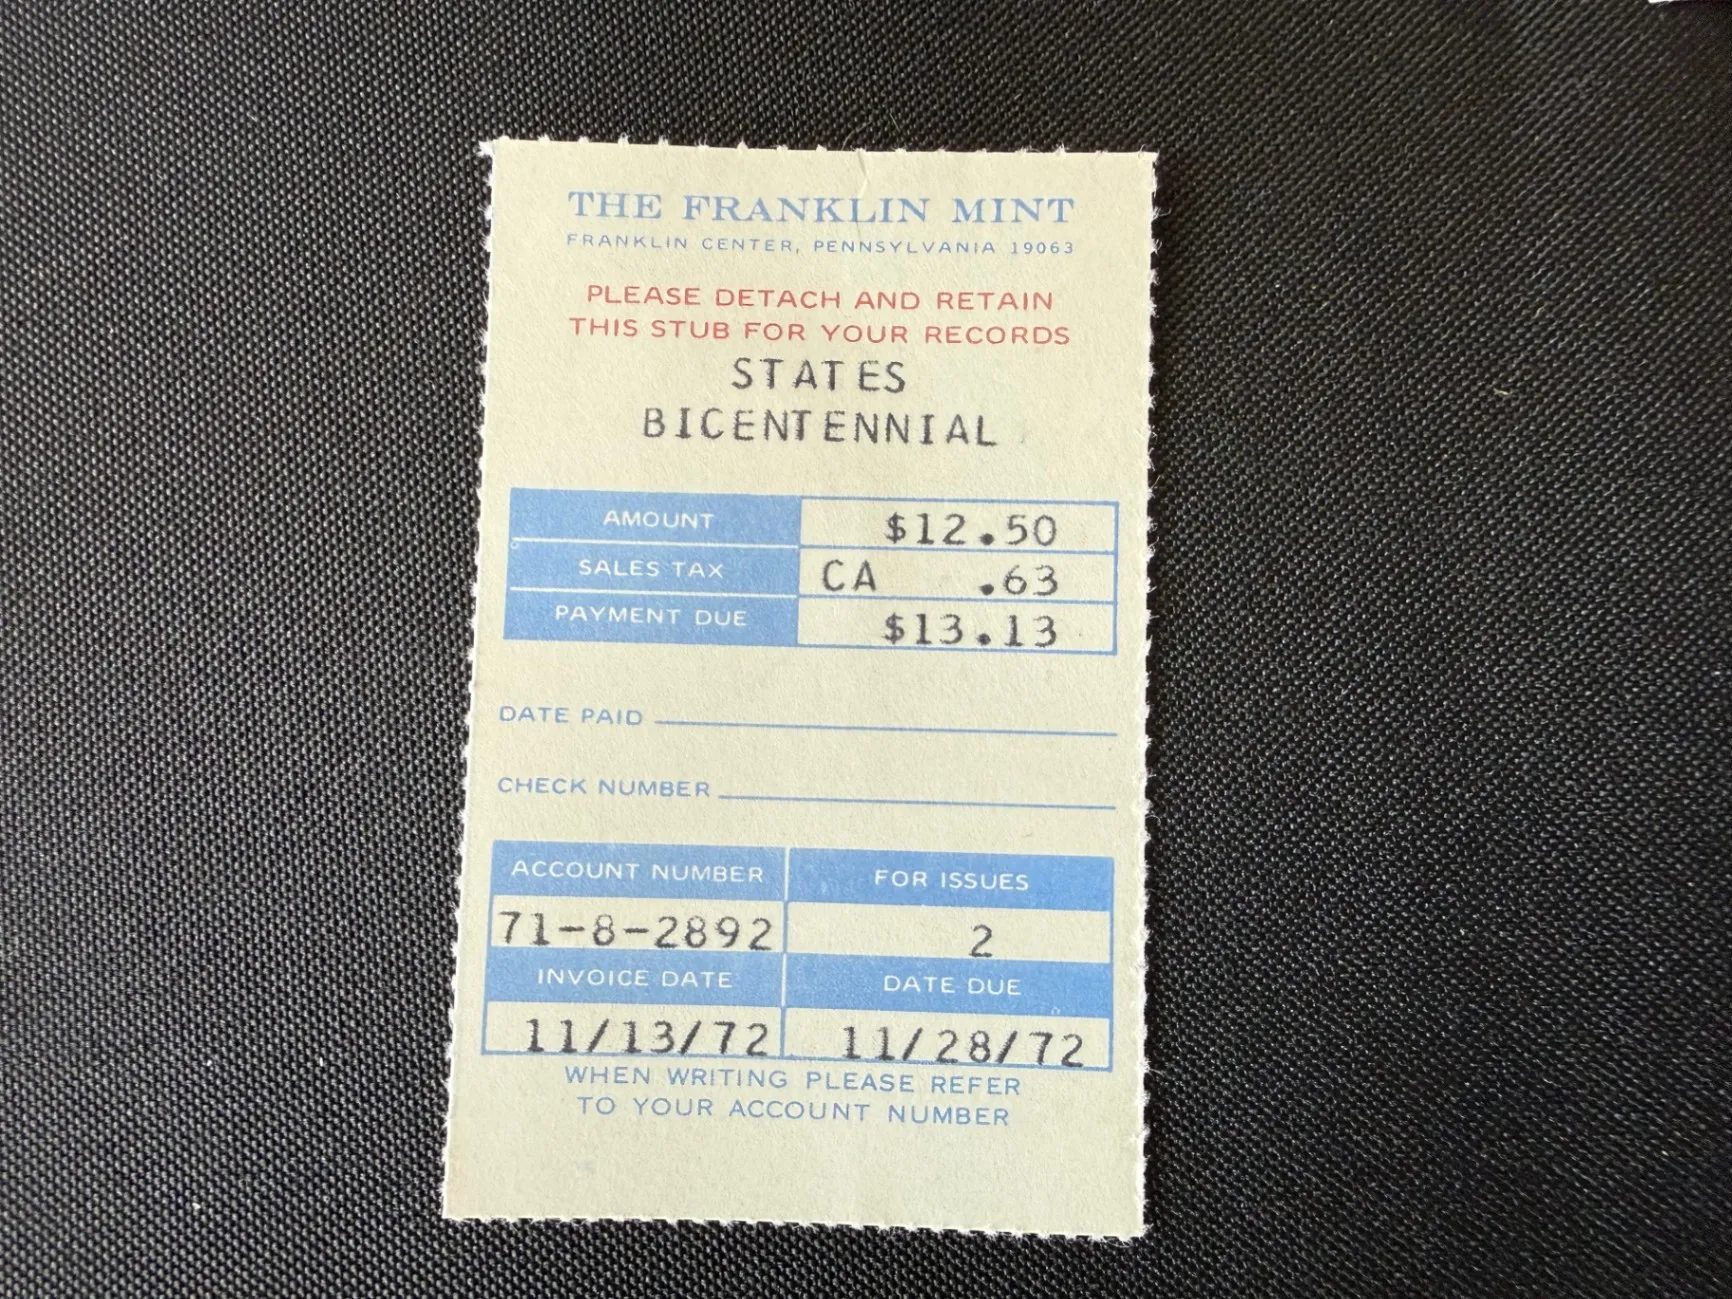 THE FRANKLIN MINT
FRANKLIN CENTER, PENNSYLVANIA 19063
PLEASE DETACH AND RETAIN
THIS STUB FOR YOUR RECORDS
STATES
BICENTENNIAL
AMOUNT $12.50
SALES TAX CA .63
PAYMENT DUE $13.13
DATE PAID
CHECK NUMBER
ACCOUNT NUMBER FOR ISSUES
71-8-2892 2
INVOICE DATE DATE DUE
11/13/72 11/28/72
WHEN WRITING PLEASE REFER
TO YOUR ACCOUNT NUMBER